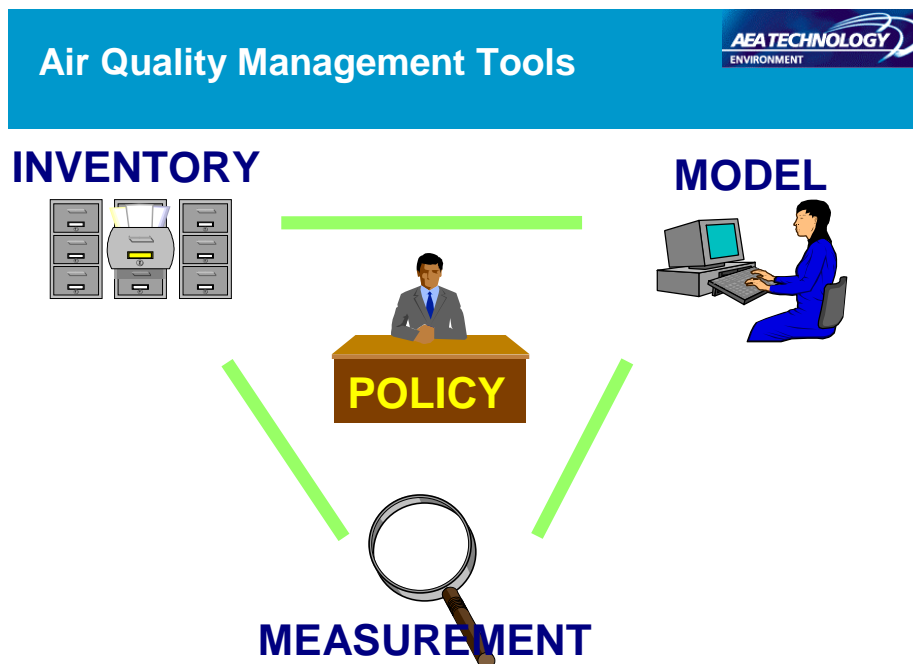 Air Quality Management Tools
AEA TECHNOLOGY
ENVIRONMENT
INVENTORY
MODEL
POLICY
MEASUREMENT